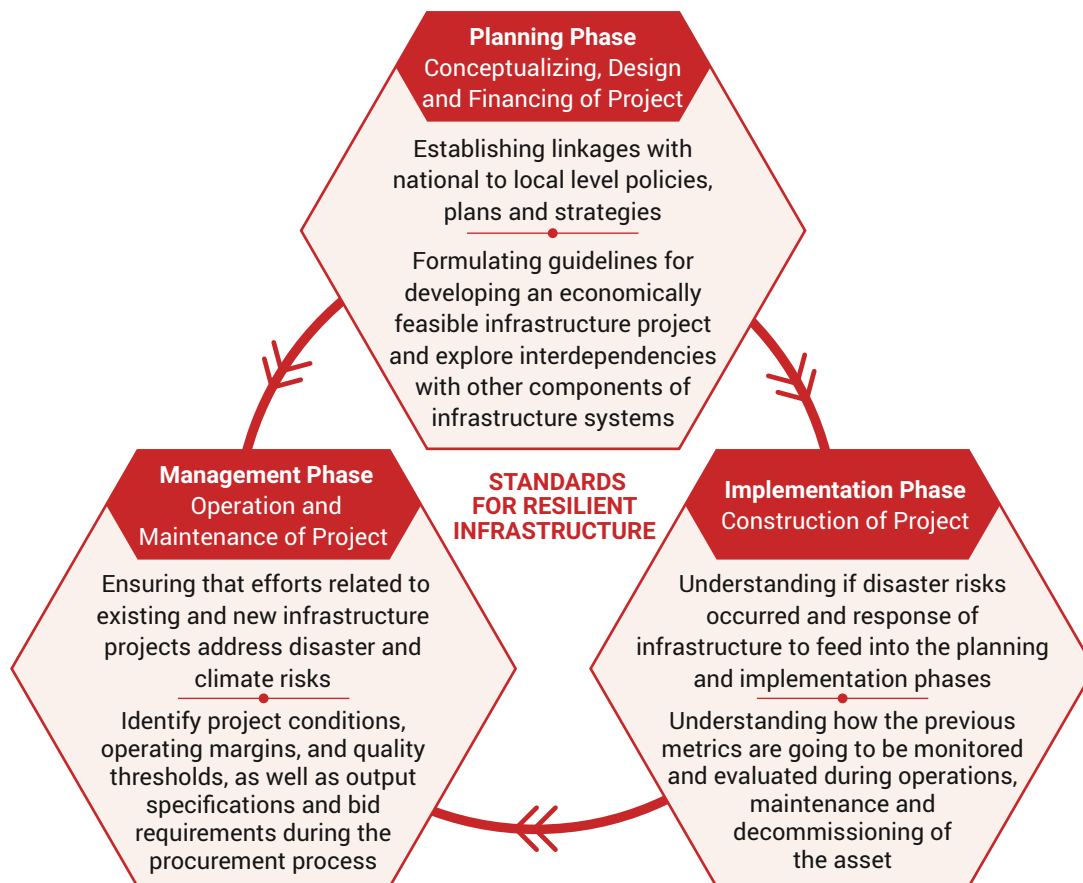 Planning Phase
Conceptualizing, Design
and Financing of Project
Establishing linkages with
national to local level policies,
plans and strategies
Formulating guidelines for
developing an economically
feasible infrastructure project
and explore interdependencies
with other components of
infrastructure systems
STANDARDS
FOR RESILIENT
INFRASTRUCTURE
Management Phase
Operation and
Maintenance of Project
Ensuring that efforts related to
existing and new infrastructure
projects address disaster and
climate risks
Identify project conditions,
operating margins, and quality
thresholds, as well as output
specifications and bid
requirements during the
procurement process
Implementation Phase
Construction of Project
Understanding if disaster risks
occurred and response of
infrastructure to feed into the planning
and implementation phases
Understanding how the previous
metrics are going to be monitored
and evaluated during operations,
maintenance and
decommissioning of
the asset